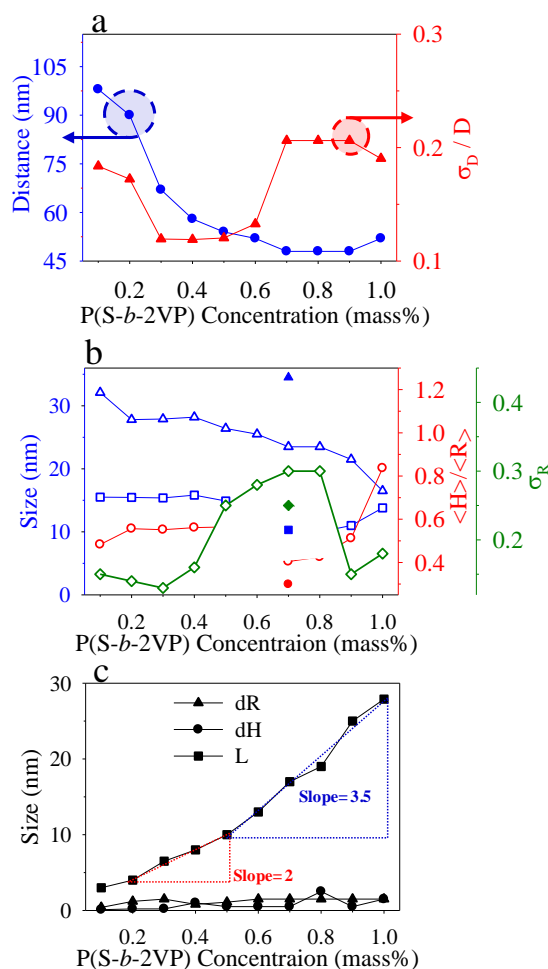 a
105
90
75
60
45
Distance (nm)
0.3
0.2
0.1
σD / D
0.2 0.4 0.6 0.8 1.0
P(S-b-2VP) Concentration (mass%)
b
30
20
10
0
Size (nm)
1.2
1.0
0.8
0.6
0.4
<H>/<R>
0.4
0.3
0.2
σR
0.2 0.4 0.6 0.8 1.0
P(S-b-2VP) Concentraion (mass%)
c
30
20
10
0
Size (nm)
dR
dH
L
Slope=3.5
Slope=2
0.2 0.4 0.6 0.8 1.0
P(S-b-2VP) Concentration (mass%)